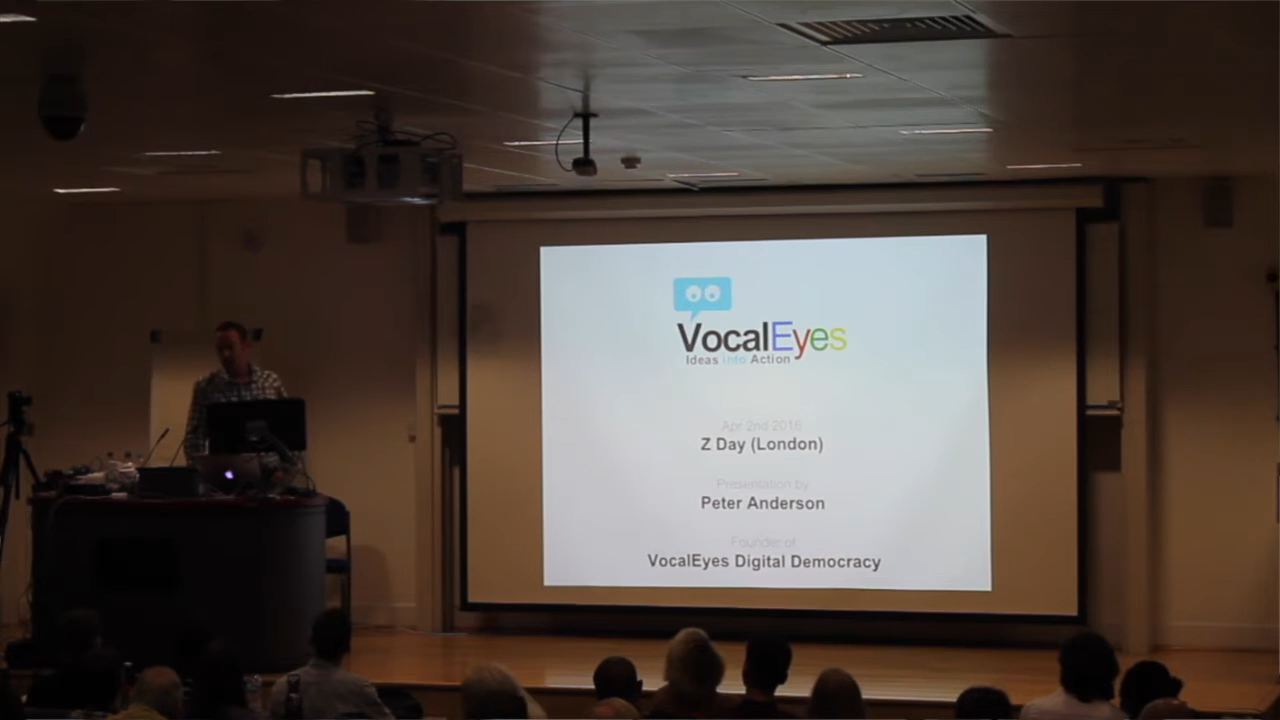 VocalEyes
Ideas into Action
Apr 2nd 2016
Z Day (London)
Presentation by
Peter Anderson
Founder of
VocalEyes Digital Democracy